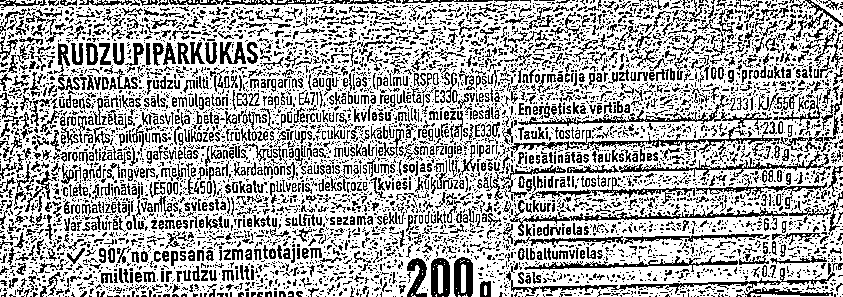 RUDZU PIPARKŪKAS
SASTĀVDAĻAS: rudzu milti (40%), margarīns (augu eļļas (palmu RSPO SG, rapšu),
ūdens, pārtikas sāls, emulgatori (E322 rapšu, E471), skābuma regulētājs E330, sviesta
aromatizētājs, krāsviela beta-karotīns), pūdercukurs, kviešu milti, miežu iesala
ekstrakts, pildījums (glikozes-fruktozes sīrups, cukurs, skābuma regulētājs E330,
aromatizētājs), garšvielas (kanēlis, krustnagliņas, muskatrieksts, smaržīgie pipari,
koriandrs, ingvers, melnie pipari, kardamons), sausais maisījums (sojas milti, kviešu
ciete, irdinātāji (E500, E450), sūkalu pulveris, dekstroze (kvieši, kukurūza), sāls,
aromatizētāji (vaniļas, sviesta)).
Var saturēt olu, zemesriekstu, riekstu, sulfītu, sezama sēklu produktu daļiņas.
90% no cepšanā izmantotajiem
miltiem ir rudzu milti
200 g
Informācija par uzturvērtību: 100 g produkta satur:
Enerģētiskā vērtība 2331 kJ/556 kcal
Tauki, tostarp: 23.0 g
Piesātinātās taukskābes
Ogļhidrāti, tostarp: 68.0 g
Cukuri
Šķiedrvielas 6.3 g
Olbaltumvielas 6.8 g
Sāls 0.7 g